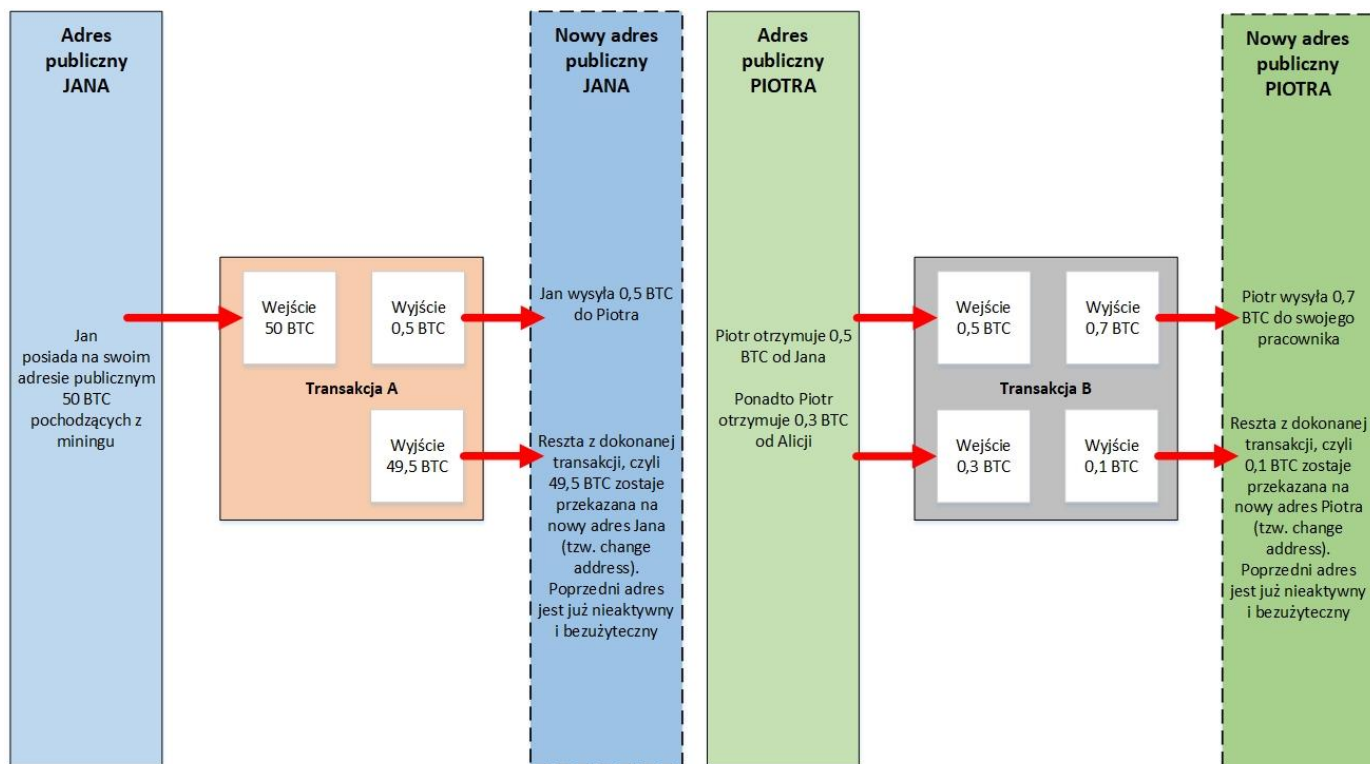 Adres
publiczny
JANA
Jan
posiada na swoim
adresie publicznym
50 BTC
pochodzących z
miningu
Wejście
50 BTC
Wyjście
0,5 BTC
Transakcja A
Wyjście
49,5 BTC
Nowy adres
publiczny
JANA
Jan wysyła 0,5 BTC
do Piotra
Reszta z dokonanej
transakcji, czyli
49,5 BTC zostaje
przekazana na
nowy adres Jana
(tzw. change
address).
Poprzedni adres
jest już nieaktywny
i bezużyteczny
Adres
publiczny
PIOTRA
Piotr otrzymuje 0,5
BTC od Jana
Ponadto Piotr
otrzymuje 0,3 BTC
od Alicji
Wejście
0,5 BTC
Wyjście
0,7 BTC
Transakcja B
Wejście
0,3 BTC
Wyjście
0,1 BTC
Nowy adres
publiczny
PIOTRA
Piotr wysyła 0,7
BTC do swojego
pracownika
Reszta z dokonanej
transakcji, czyli
0,1 BTC zostaje
przekazana na
nowy adres Piotra
(tzw. change
address).
Poprzedni adres
jest już nieaktywny
i bezużyteczny